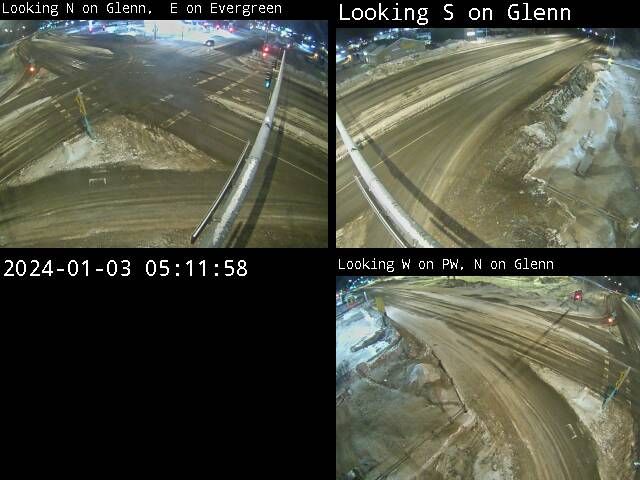 Looking N on Glenn,  E on Evergreen
Looking S on Glenn
2024-01-03 05:11:58
Looking W on PW, N on Glenn